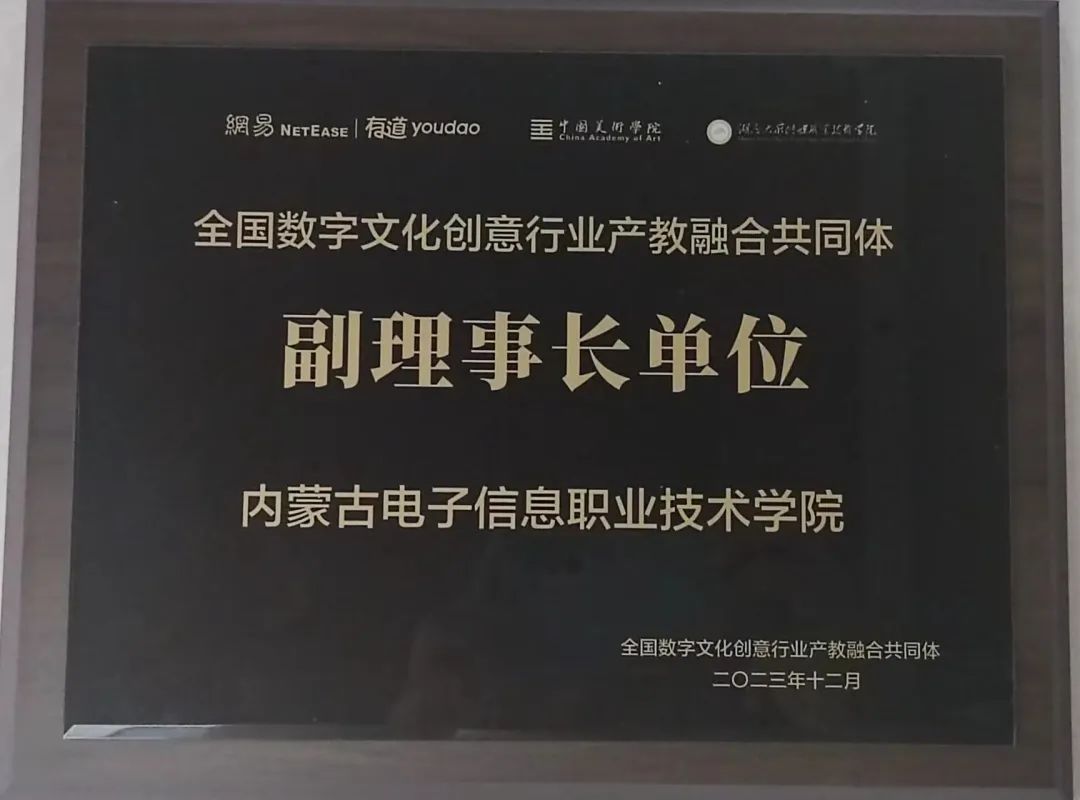 網易 NETEASE 有道 youdao 中国美術學院 China Academy of Art
全国数字文化创意行业产教融合共同体
副理事长单位
内蒙古电子信息职业技术学院
全国数字文化创意行业产教融合共同体
二〇二三年十二月